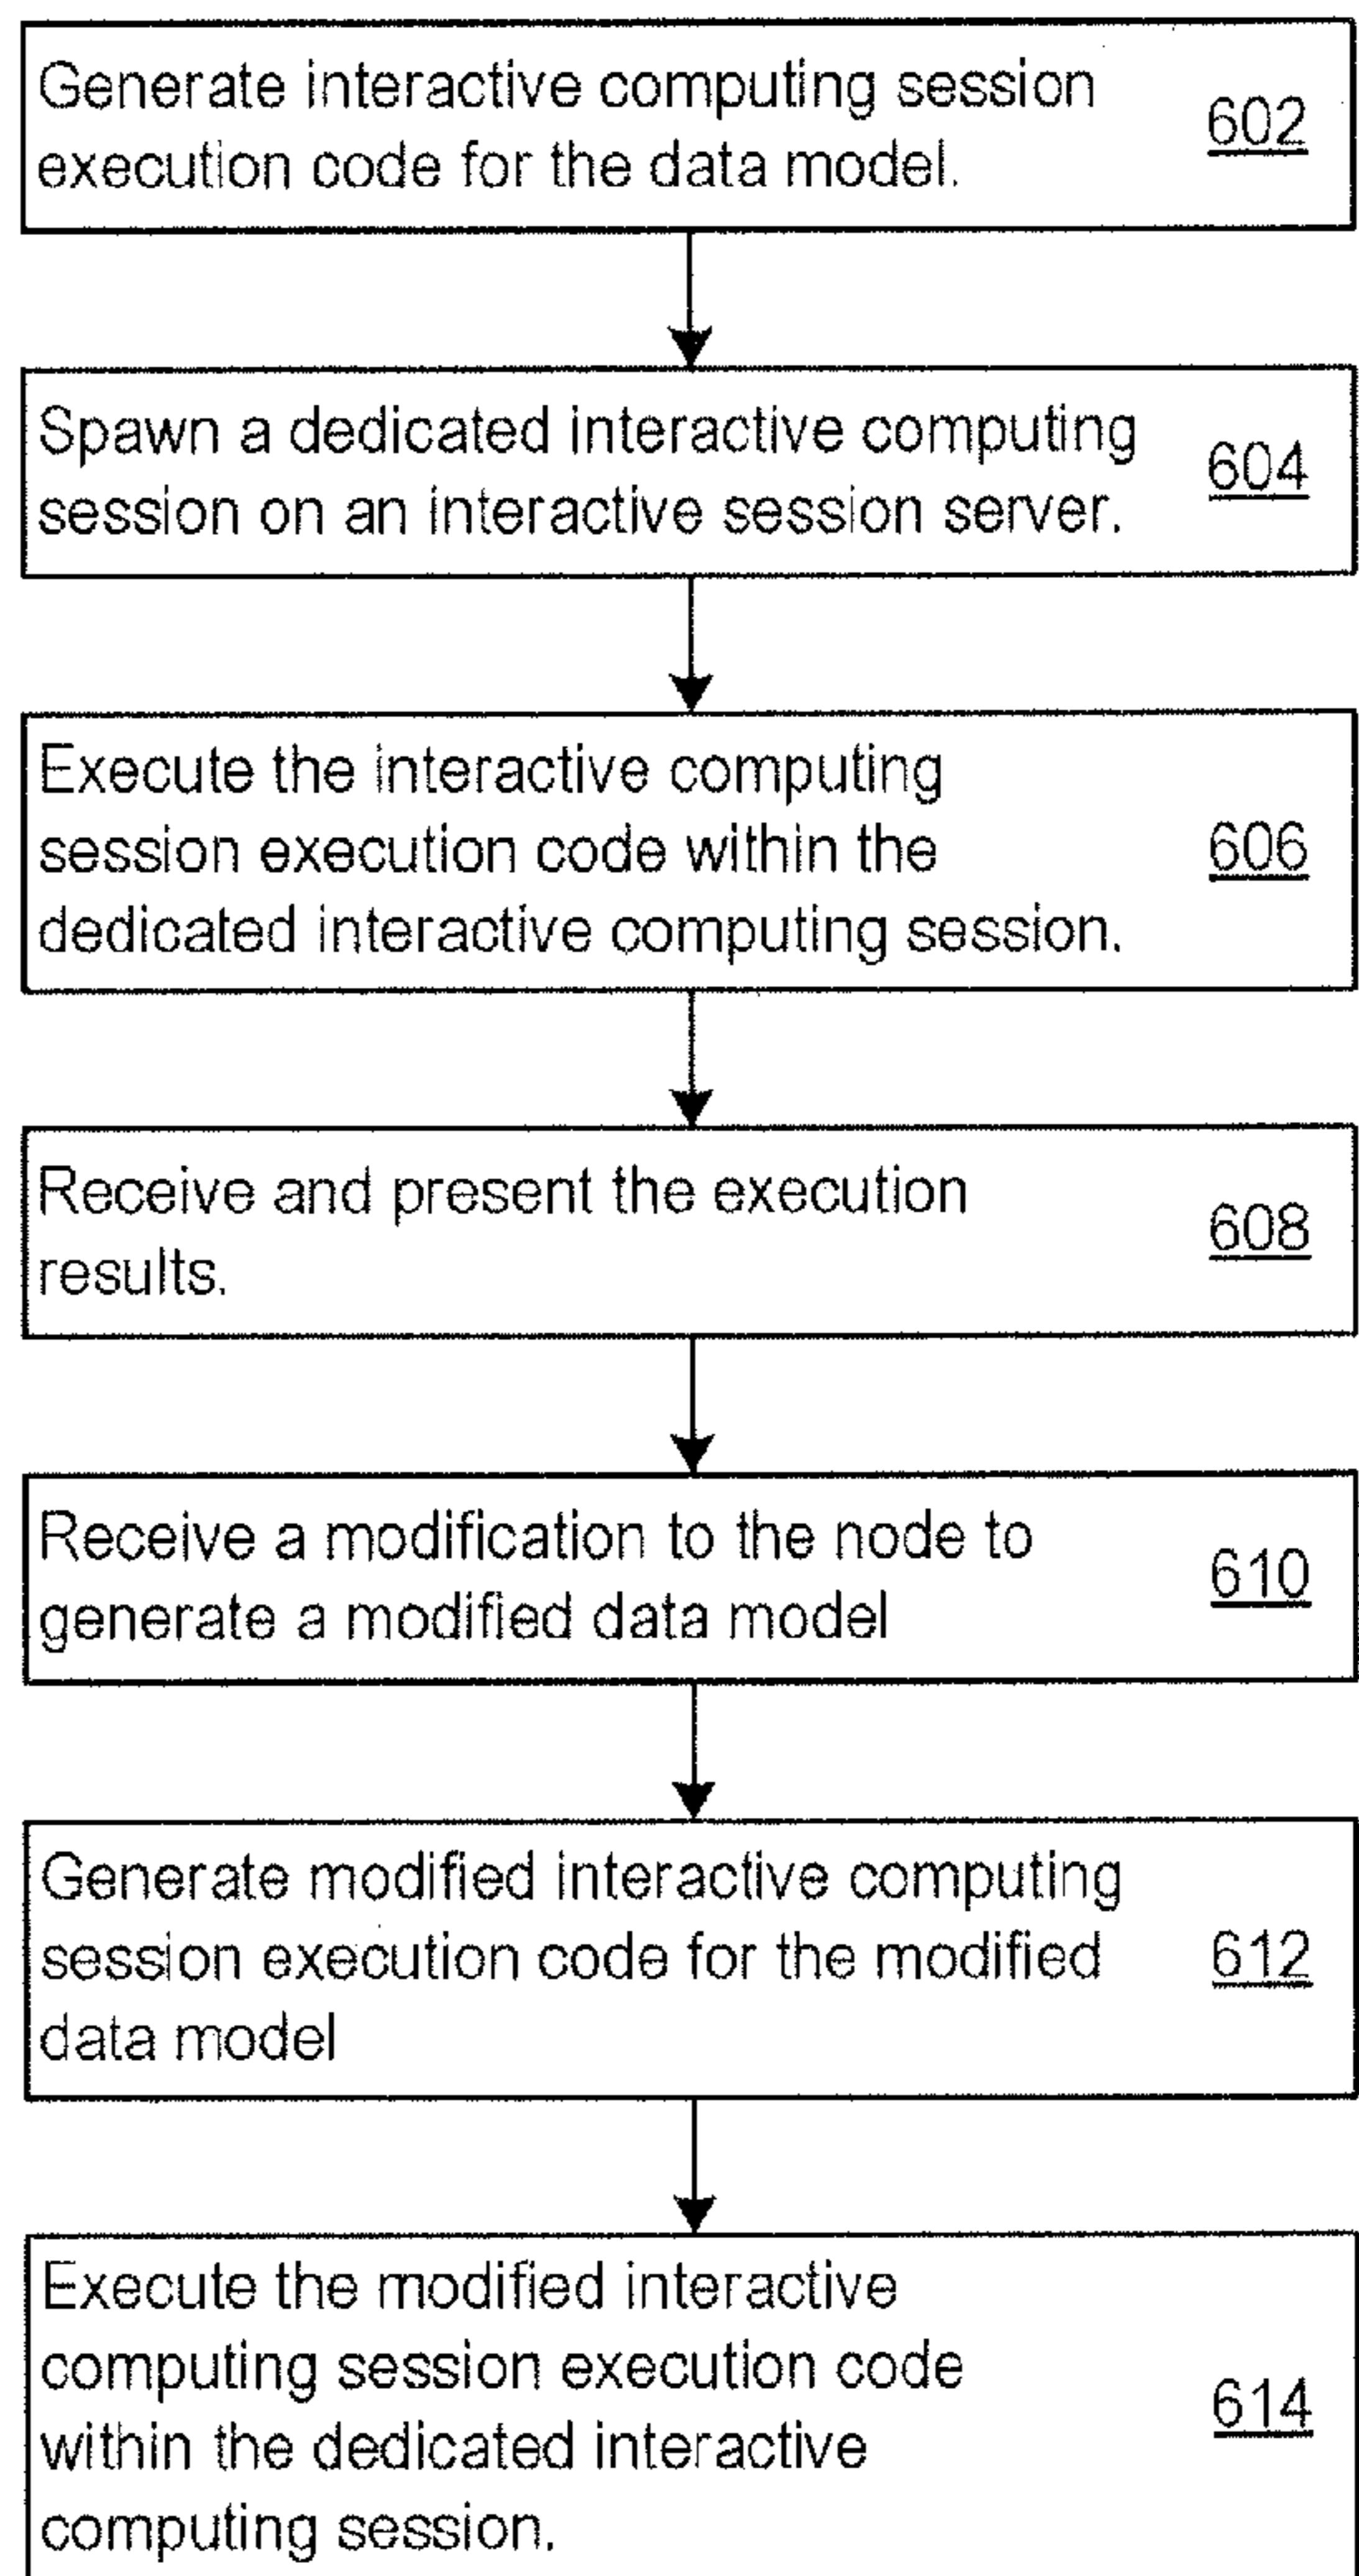 Generate interactive computing session
execution code for the data model.
602
Spawn a dedicated interactive computing
session on an interactive session server.
604
Execute the interactive computing
session execution code within the
dedicated interactive computing session.
606
Receive and present the execution
results.
608
Receive a modification to the node to
generate a modified data model
610
Generate modified interactive computing
session execution code for the modified
data model
612
Execute the modified interactive
computing session execution code
within the dedicated interactive
computing session.
614